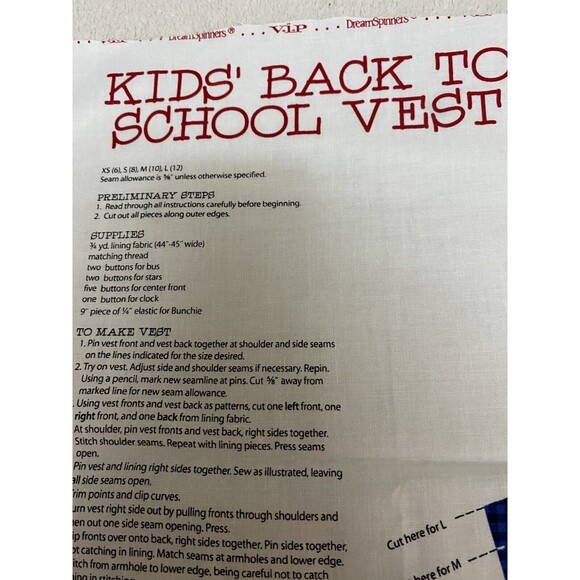 V.I.P DreamSpinners® . . . V.I.P . . . DreamSpinners® . . . V.I.P
KIDS' BACK TO
SCHOOL VEST
XS (6), S (8), M (10), L (12)
Seam allowance is ⅝" unless otherwise specified.
PRELIMINARY STEPS
1. Read through all instructions carefully before beginning.
2. Cut out all pieces along outer edges.
SUPPLIES
¾ yd. lining fabric (44"-45" wide)
matching thread
two buttons for bus
two buttons for stars
five buttons for center front
one button for clock
9" piece of ¼" elastic for Bunchie
TO MAKE VEST
1. Pin vest front and vest back together at shoulder and side seams
on the lines indicated for the size desired.
2. Try on vest. Adjust side and shoulder seams if necessary. Repin.
Using a pencil, mark new seamline at pins. Cut ⅝" away from
marked line for new seam allowance.
Using vest fronts and vest back as patterns, cut one left front, one
right front, and one back from lining fabric.
At shoulder, pin vest fronts and vest back, right sides together.
Stitch shoulder seams. Repeat with lining pieces. Press seams
open.
Pin vest and lining right sides together. Sew as illustrated, leaving
all side seams open.
Trim points and clip curves.
urn vest right side out by pulling fronts through shoulders and
en out one side seam opening. Press.
ip fronts over onto back, right sides together. Pin sides together,
ot catching in lining. Match seams at armholes and lower edge.
itch from armhole to lower edge, being careful not to catch
ing in stitching
Cut here for L
here for M